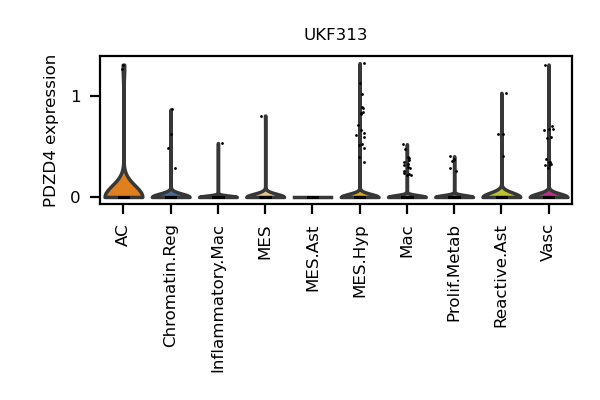 UKF313
PDZD4 expression
1
0
AC
Chromatin.Reg
Inflammatory.Mac
MES
MES.Ast
MES.Hyp
Mac
Prolif.Metab
Reactive.Ast
Vasc